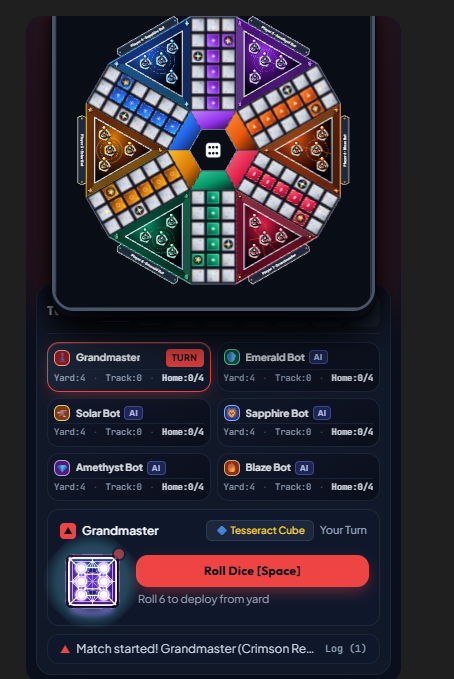 Grandmaster TURN
Yard:4 · Track:0 · Home:0/4
Emerald Bot AI
Yard:4 · Track:0 · Home:0/4
Solar Bot AI
Yard:4 · Track:0 · Home:0/4
Sapphire Bot AI
Yard:4 · Track:0 · Home:0/4
Amethyst Bot AI
Yard:4 · Track:0 · Home:0/4
Blaze Bot AI
Yard:4 · Track:0 · Home:0/4
Grandmaster Tesseract Cube Your Turn
Roll Dice [Space]
Roll 6 to deploy from yard
Match started! Grandmaster (Crimson Re... Log (1)